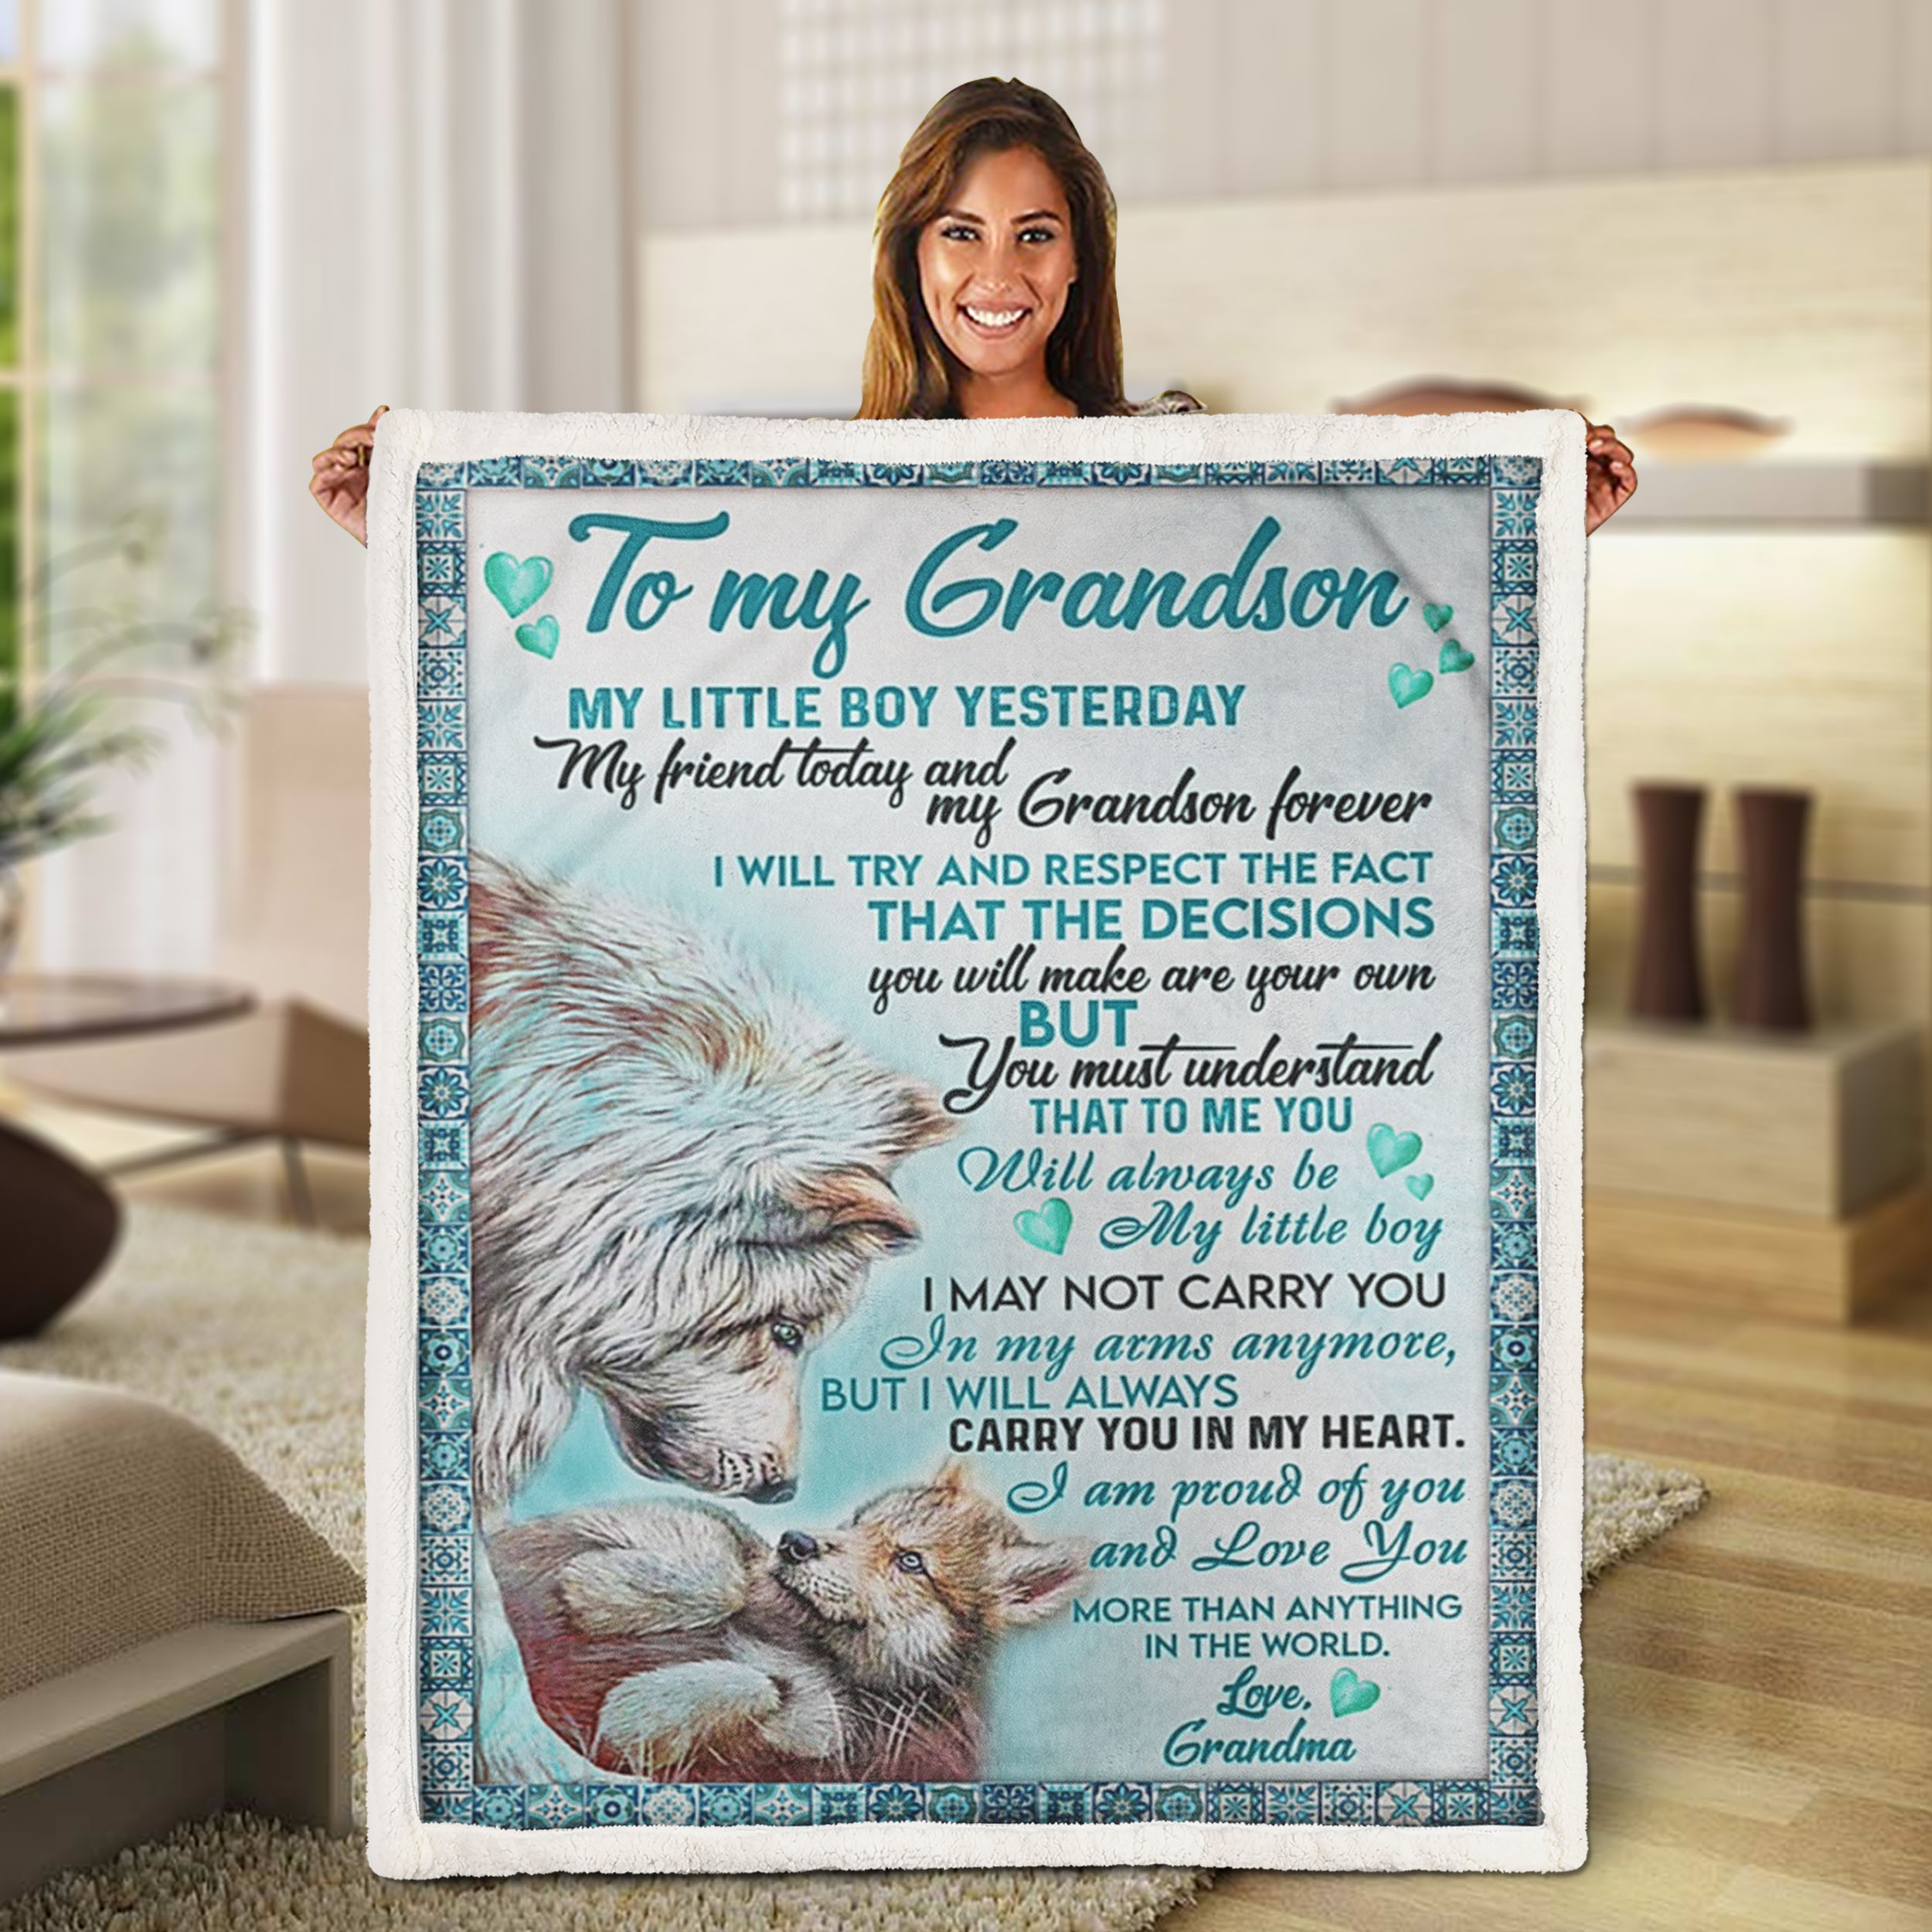 To my Grandson
MY LITTLE BOY YESTERDAY
My friend today and
my Grandson forever
I WILL TRY AND RESPECT THE FACT
THAT THE DECISIONS
you will make are your own
BUT
You must understand
THAT TO ME YOU
Will always be
My little boy
I MAY NOT CARRY YOU
In my arms anymore,
BUT I WILL ALWAYS
CARRY YOU IN MY HEART.
I am proud of you
and Love You
MORE THAN ANYTHING
IN THE WORLD.
Love,
Grandma